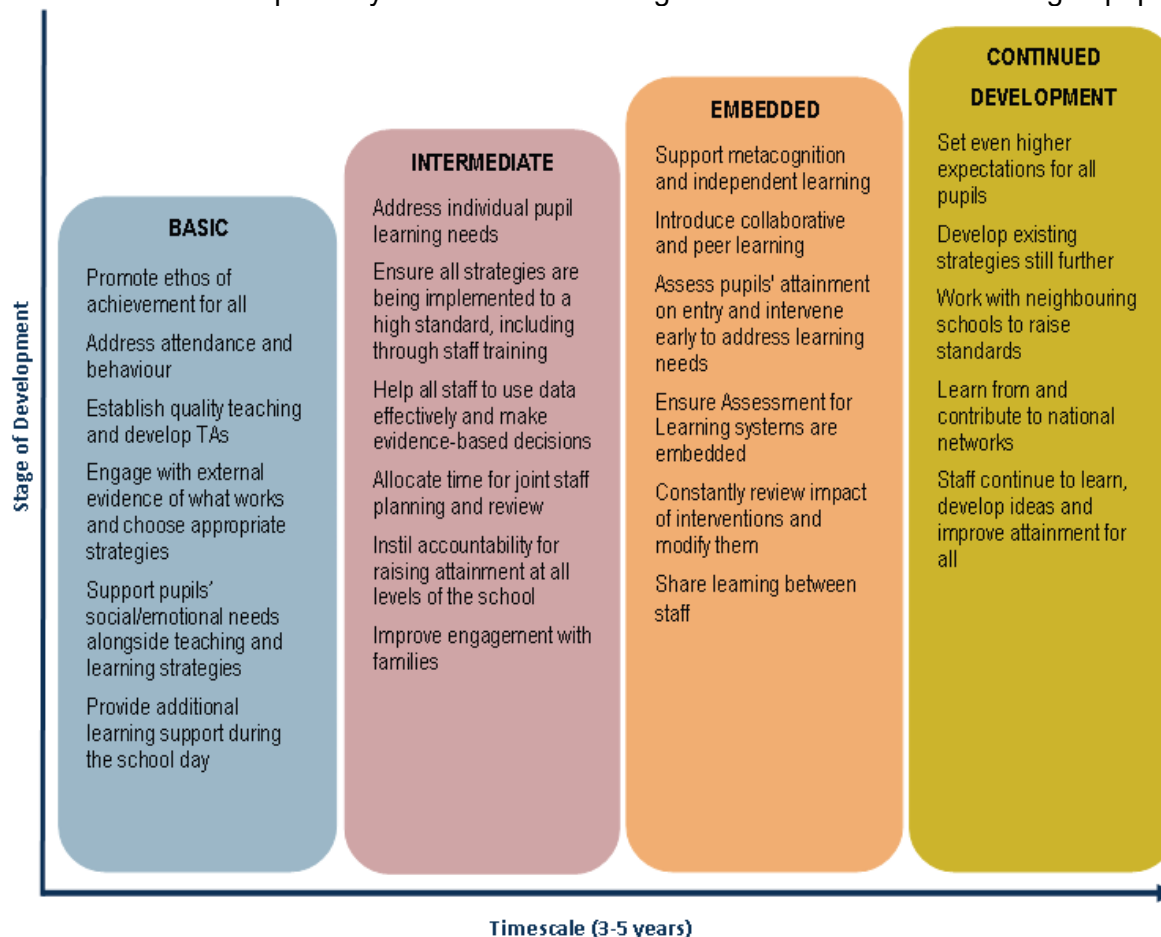 BASIC
Promote ethos of
achievement for all
Address attendance and
behaviour
Establish quality teaching
and develop TAs
Engage with external
evidence of what works
and choose appropriate
strategies
Support pupils'
social/emotional needs
alongside teaching and
learning strategies
Provide additional
learning support during
the school day
INTERMEDIATE
Address individual pupil
learning needs
Ensure all strategies are
being implemented to a
high standard, including
through staff training
Help all staff to use data
effectively and make
evidence-based decisions
Allocate time for joint staff
planning and review
Instil accountability for
raising attainment at all
levels of the school
Improve engagement with
families
EMBEDDED
Support metacognition
and independent learning
Introduce collaborative
and peer learning
Assess pupils' attainment
on entry and intervene
early to address learning
needs
Ensure Assessment for
Learning systems are
embedded
Constantly review impact
of interventions and
modify them
Share learning between
staff
CONTINUED
DEVELOPMENT
Set even higher
expectations for all
pupils
Develop existing
strategies still further
Work with neighbouring
schools to raise
standards
Learn from and
contribute to national
networks
Staff continue to learn,
develop ideas and
improve attainment for
all
Stage of Development
Timescale (3-5 years)